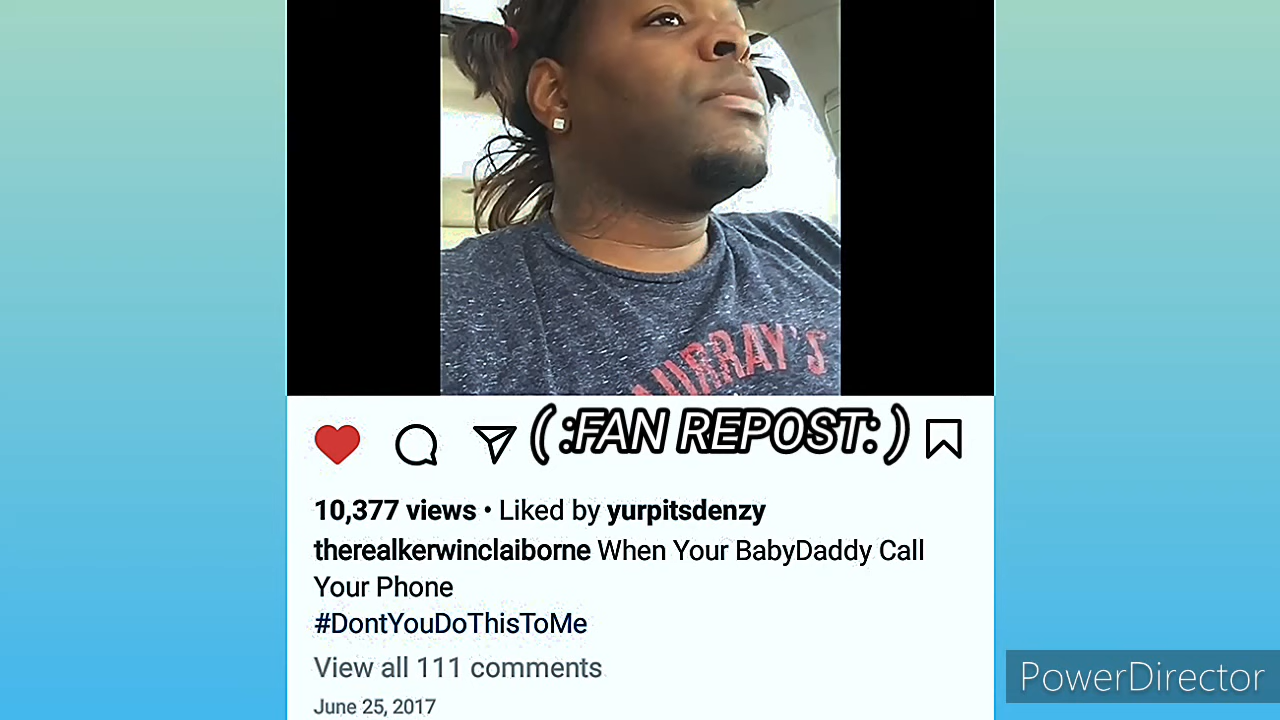 MURRAY'S
( :FAN REPOST: )
10,377 views • Liked by yurpitsdenzy
therealkerwinclaiborne When Your BabyDaddy Call
Your Phone
#DontYouDoThisToMe
View all 111 comments
June 25, 2017
PowerDirector